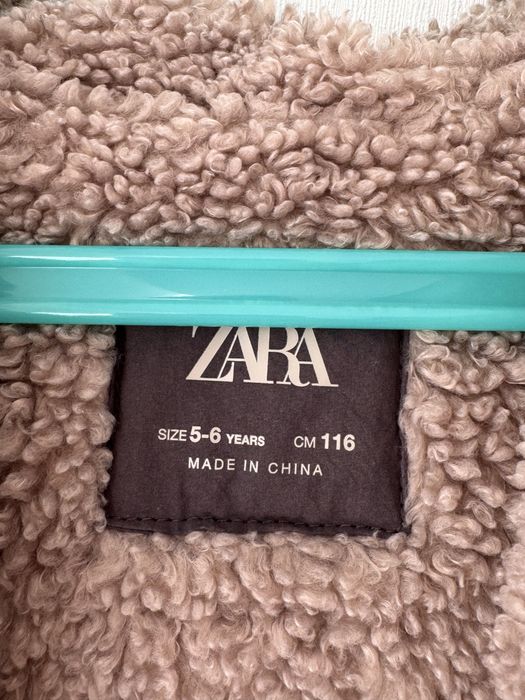 ZARA
SIZE 5-6 YEARS CM 116
MADE IN CHINA